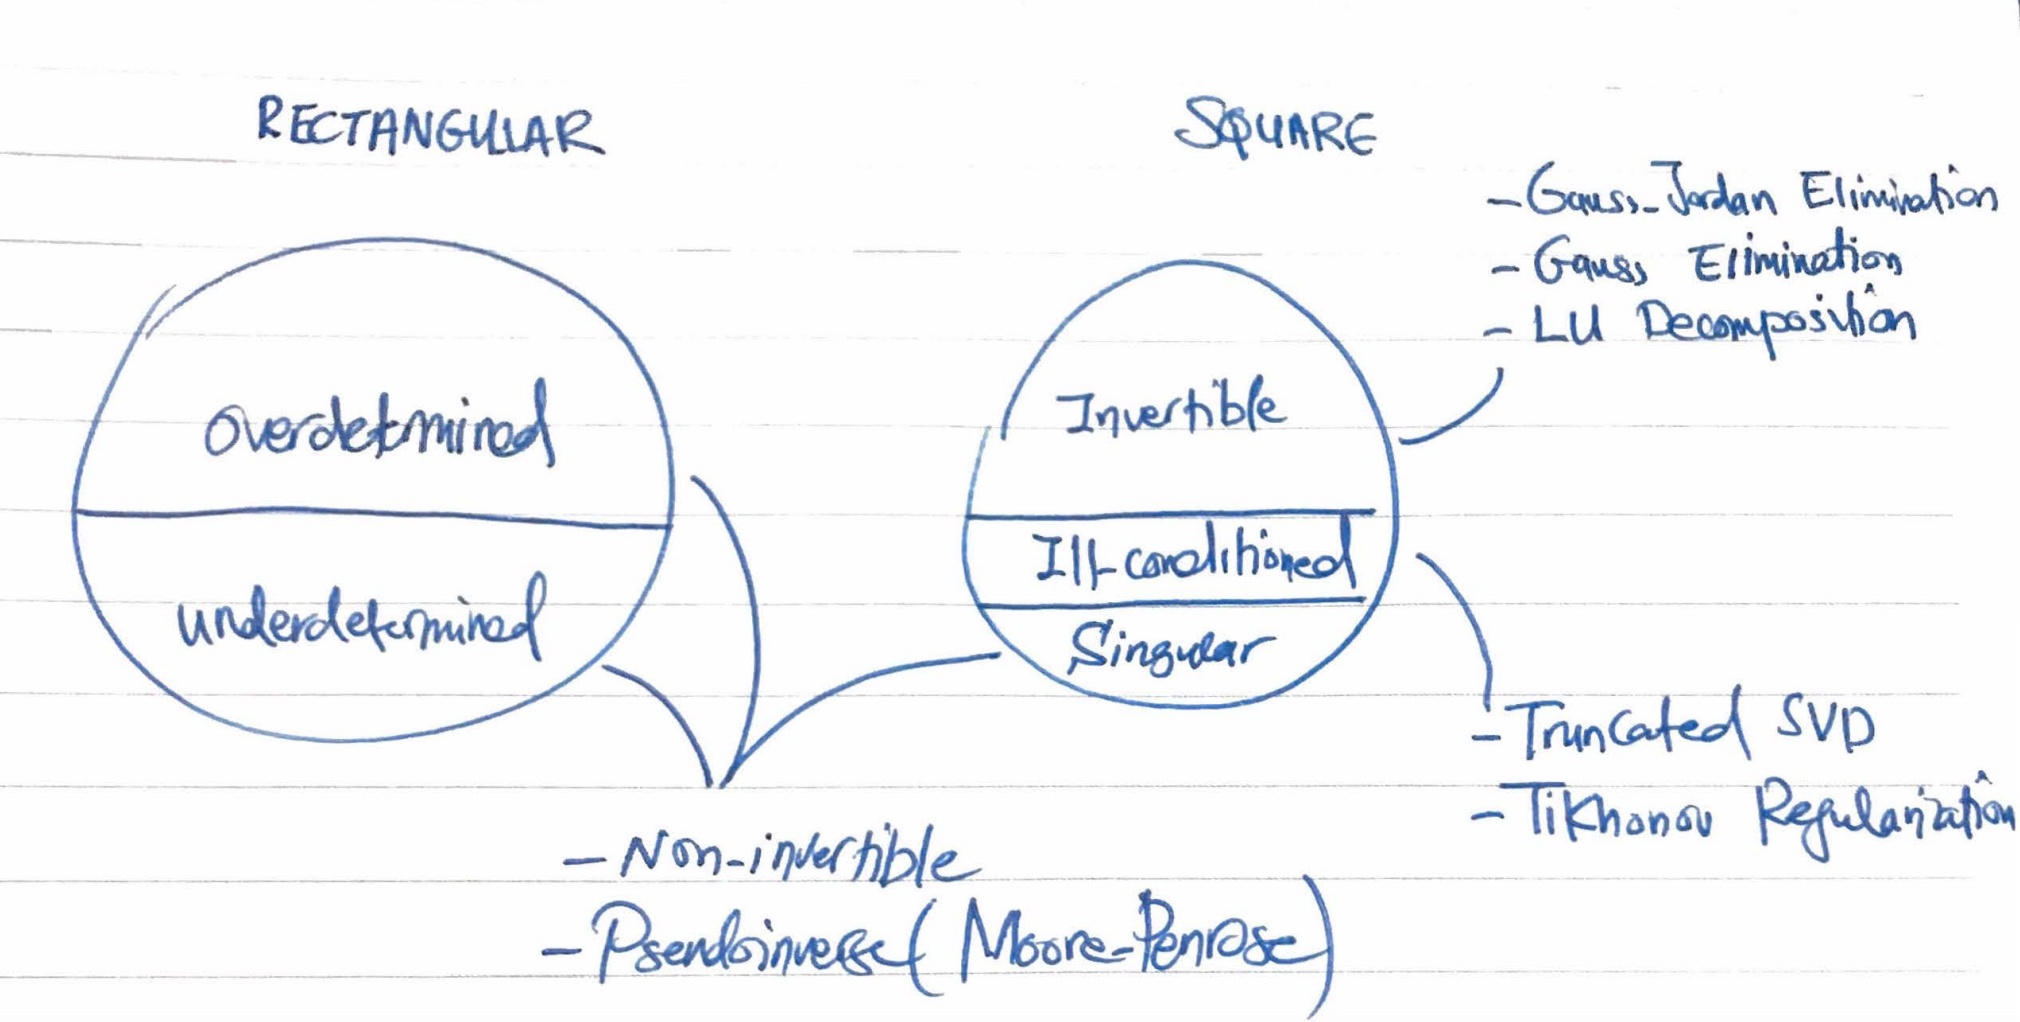 RECTANGULAR
SQUARE
- Gauss-Jordan Elimination
- Gauss Elimination
- LU Decomposition
overdetermined
underdetermined
Invertible
Ill-conditioned
Singular
- Truncated SVD
- Tikhonov Regularization
- Non-invertible
- Pseudoinverse (Moore-Penrose)